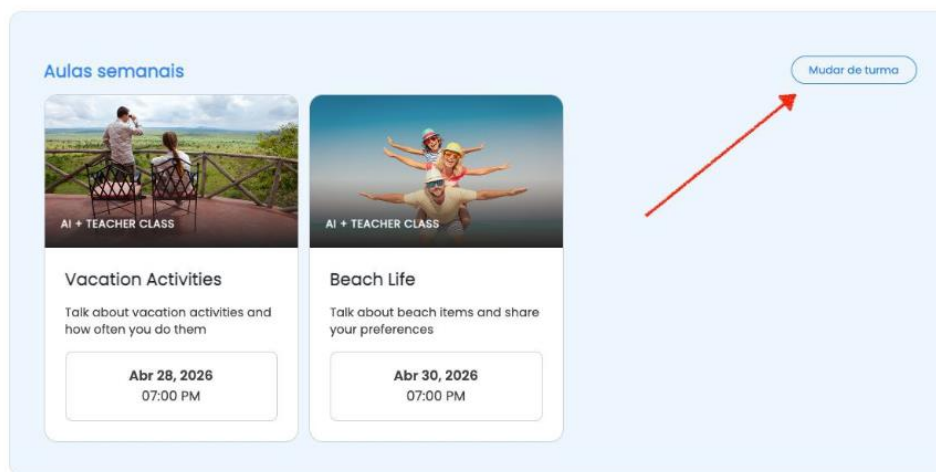 Aulas semanais
Mudar de turma
AI + TEACHER CLASS
Vacation Activities
Talk about vacation activities and
how often you do them
Abr 28, 2026
07:00 PM
AI + TEACHER CLASS
Beach Life
Talk about beach items and share
your preferences
Abr 30, 2026
07:00 PM